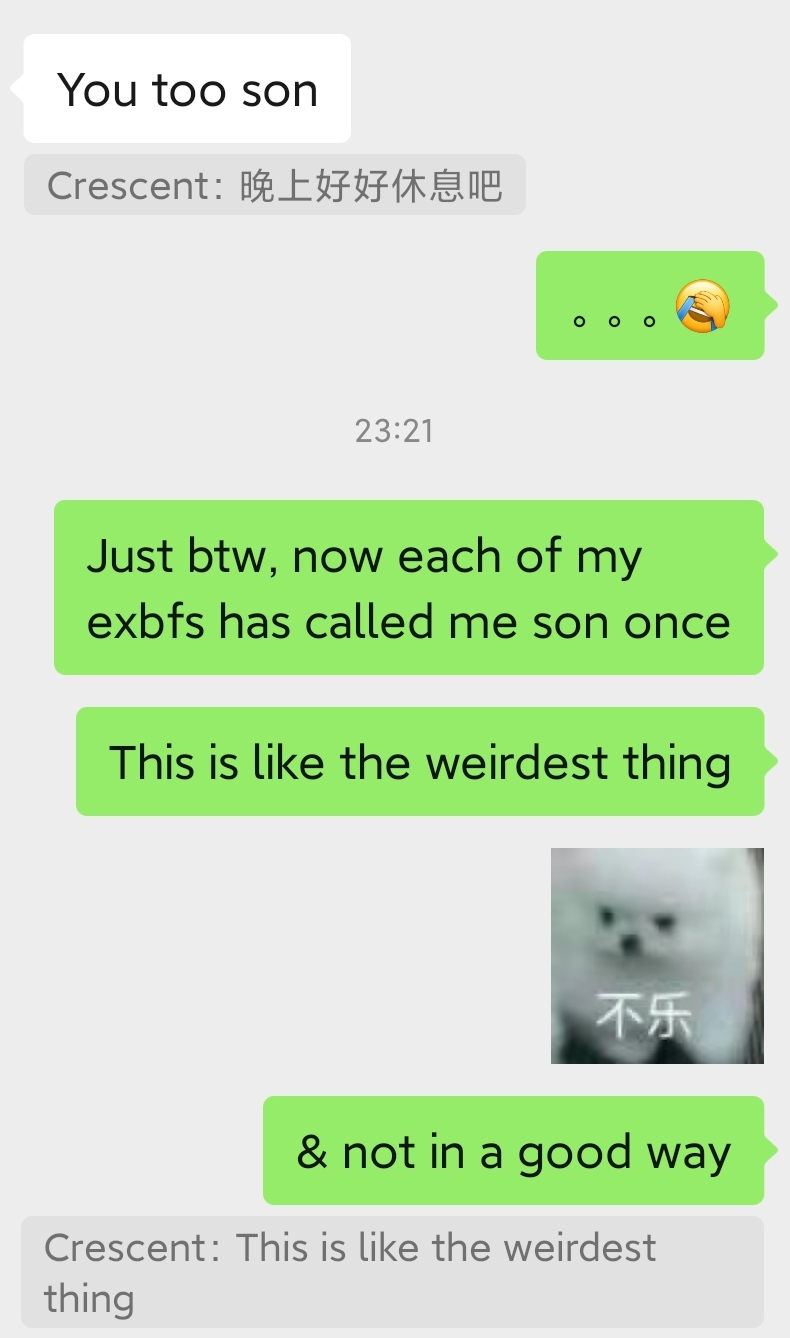 You too son
Crescent: 晚上好好休息吧
。。。🤦
23:21
Just btw, now each of my
exbfs has called me son once
This is like the weirdest thing
不乐
& not in a good way
Crescent: This is like the weirdest
thing